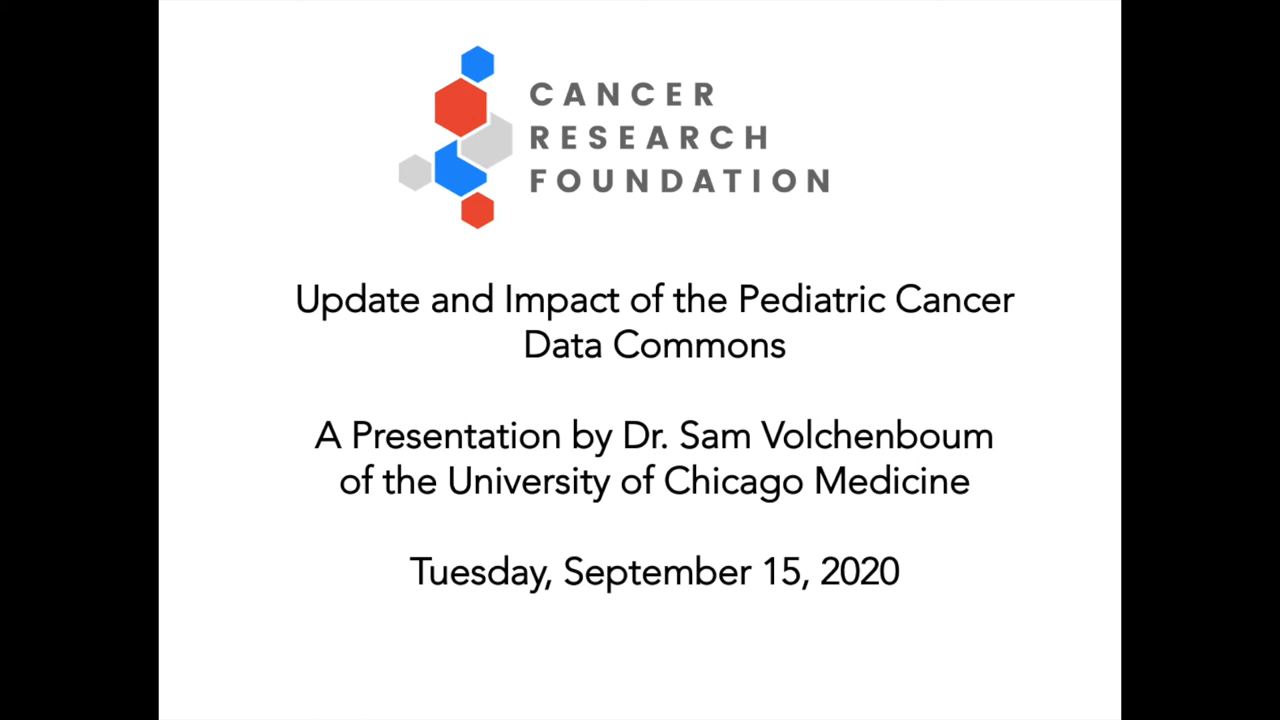 CANCER
RESEARCH
FOUNDATION
Update and Impact of the Pediatric Cancer
Data Commons
A Presentation by Dr. Sam Volchenboum
of the University of Chicago Medicine
Tuesday, September 15, 2020